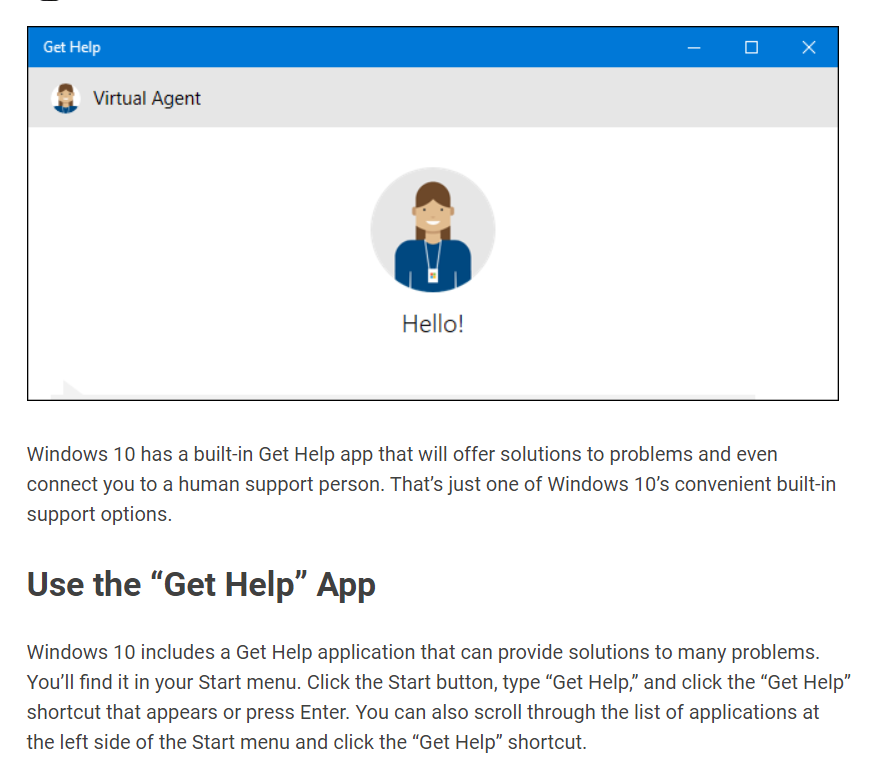 Get Help
Virtual Agent
Hello!
Windows 10 has a built-in Get Help app that will offer solutions to problems and even
connect you to a human support person. That’s just one of Windows 10’s convenient built-in
support options.
Use the “Get Help” App
Windows 10 includes a Get Help application that can provide solutions to many problems.
You’ll find it in your Start menu. Click the Start button, type “Get Help,” and click the “Get Help”
shortcut that appears or press Enter. You can also scroll through the list of applications at
the left side of the Start menu and click the “Get Help” shortcut.